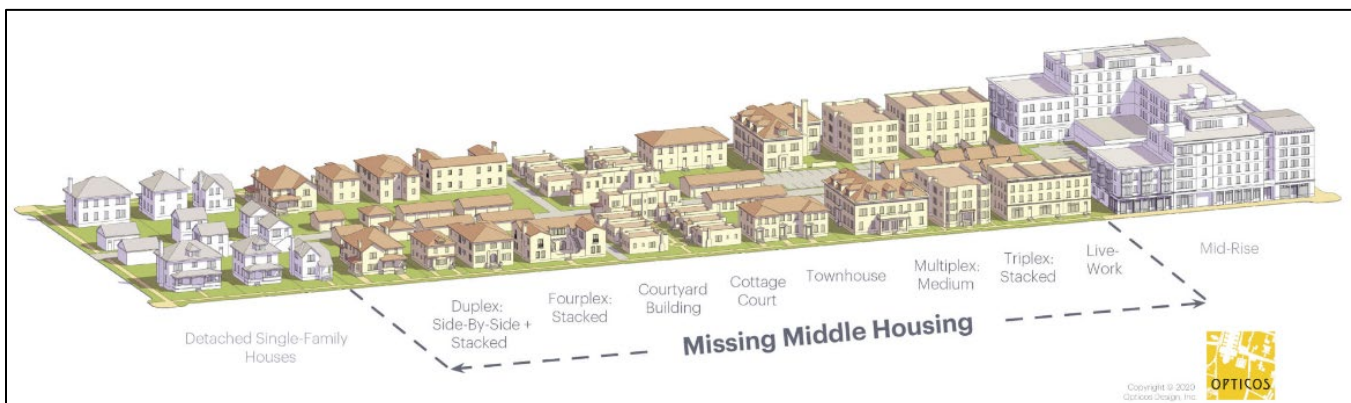 Detached Single-Family
Houses
Duplex:
Side-By-Side +
Stacked
Fourplex:
Stacked
Courtyard
Building
Cottage
Court
Townhouse
Multiplex:
Medium
Triplex:
Stacked
Live-
Work
Mid-Rise
Missing Middle Housing
Copyright © 2020
Opticos Design, Inc.
OPTICOS